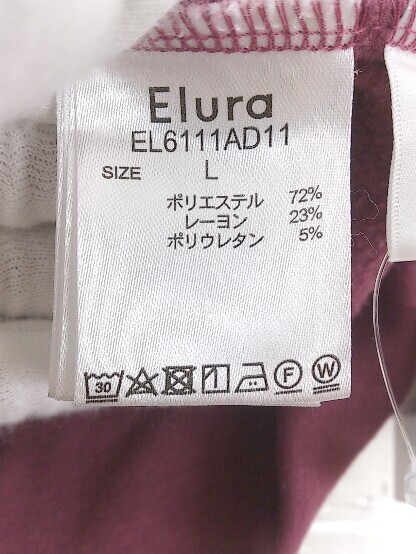 Elura
EL6111AD11
SIZE L
ポリエステル 72%
レーヨン 23%
ポリウレタン 5%
30 F W